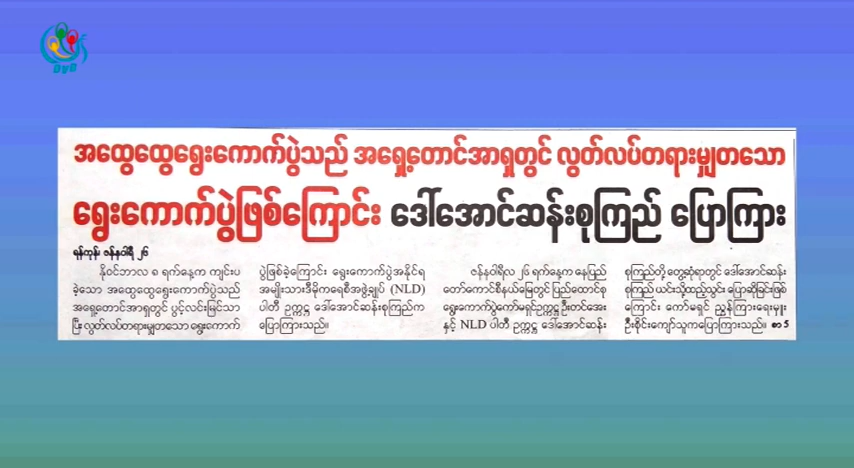 DVB
အထွေထွေရွေးကောက်ပွဲသည် အရှေ့တောင်အာရှတွင် လွတ်လပ်တရားမျှတသော
ရွေးကောက်ပွဲဖြစ်ကြောင်း ဒေါ်အောင်ဆန်းစုကြည် ပြောကြား
ရန်ကုန်၊ ဇန်နဝါရီ ၂၆
နိုဝင်ဘာလ ၈ ရက်နေ့က ကျင်းပ
ခဲ့သော အထွေထွေရွေးကောက်ပွဲသည်
အရှေ့တောင်အာရှတွင် ပွင့်လင်းမြင်သာ
ပြီး လွတ်လပ်တရားမျှတသော ရွေးကောက်
ပွဲဖြစ်ခဲ့ကြောင်း ရွေးကောက်ပွဲအနိုင်ရ
အမျိုးသားဒီမိုကရေစီအဖွဲ့ချုပ် (NLD)
ပါတီ ဥက္ကဋ္ဌ ဒေါ်အောင်ဆန်းစုကြည်က
ပြောကြားသည်။
ဇန်နဝါရီလ ၂၆ ရက်နေ့က နေပြည်
တော်ကောင်စီနယ်မြေတွင် ပြည်ထောင်စု
ရွေးကောက်ပွဲကော်မရှင်ဥက္ကဋ္ဌဦးတင်အေး
နှင့် NLD ပါတီ ဥက္ကဋ္ဌ ဒေါ်အောင်ဆန်း
စုကြည်တို့ တွေ့ဆုံရာတွင် ဒေါ်အောင်ဆန်း
စုကြည် ယင်းသို့ထည့်သွင်း ပြောဆိုခြင်းဖြစ်
ကြောင်း ကော်မရှင် ညွှန်ကြားရေးမှူး
ဦးစိုင်းကျော်သူကပြောကြားသည်။ စာ 5